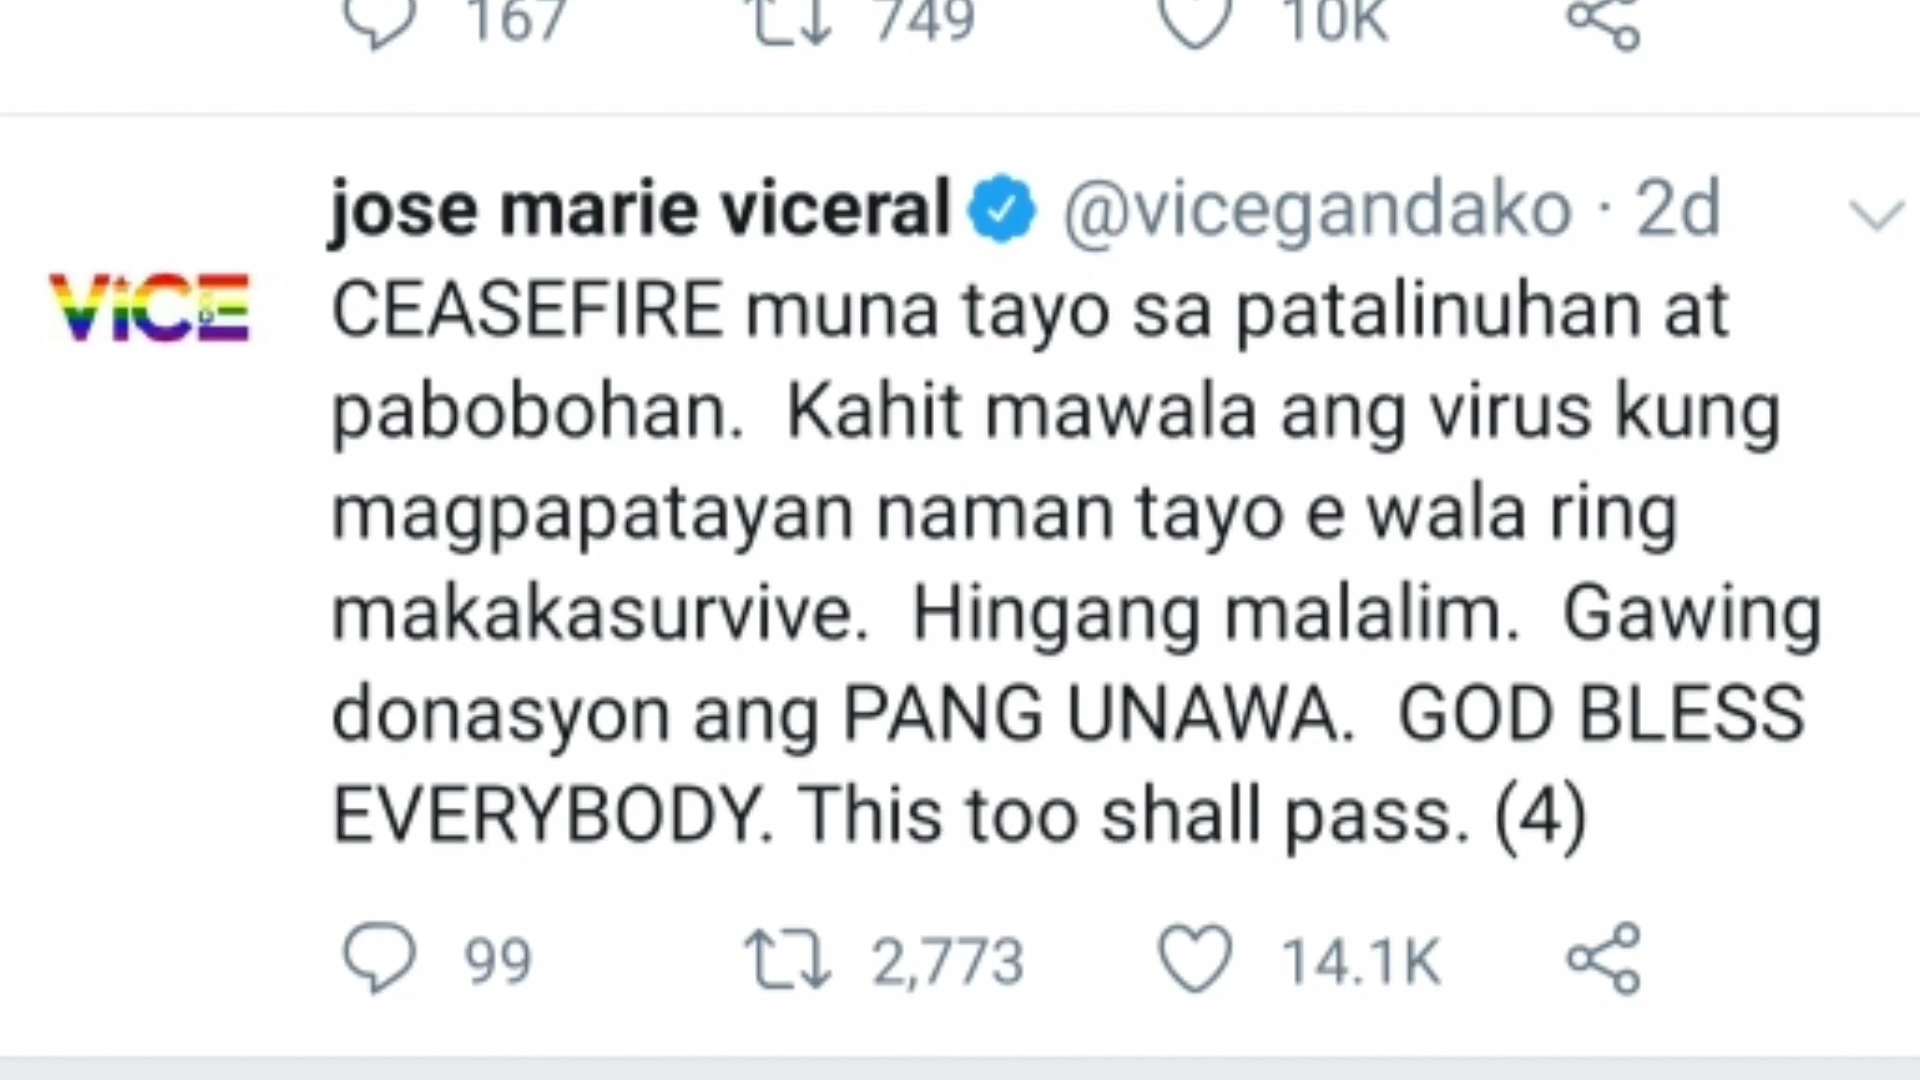 167 749 10K
jose marie viceral @vicegandako · 2d
VICE
CEASEFIRE muna tayo sa patalinuhan at
pabobohan. Kahit mawala ang virus kung
magpapatayan naman tayo e wala ring
makakasurvive. Hingang malalim. Gawing
donasyon ang PANG UNAWA. GOD BLESS
EVERYBODY. This too shall pass. (4)
99 2,773 14.1K